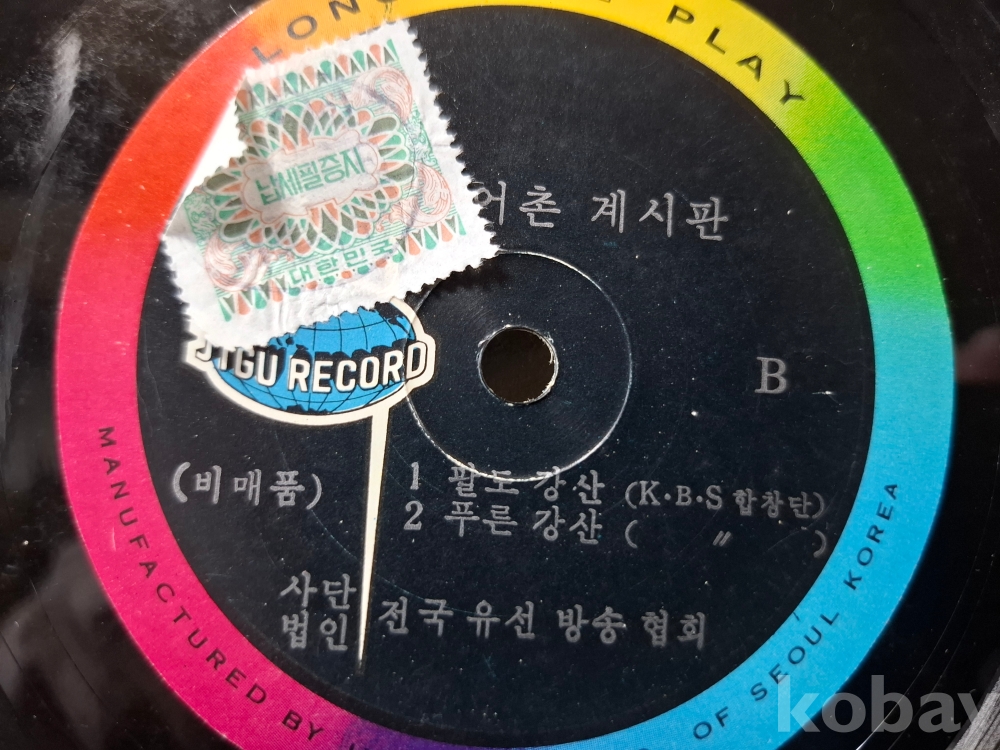 PLAY
납세필증지
대한민국
어촌 계시판
JIGU RECORD
B
(비매품)
1 팔도 강산 (K·B·S 합창단)
2 푸른 강산 ( 〃 )
사단
법인 전국 유선 방송 협회
MANUFACTURED BY
OF SEOUL KOREA
kobay